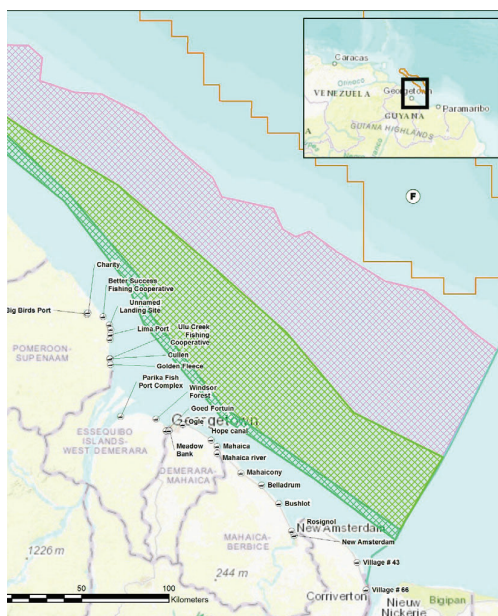 Caracas
Orinoco
Georgetown
VENEZUELA
Paramaribo
GUYANA
GUIANA HIGHLANDS
F
Charity
Better Success
Fishing Cooperative
Big Birds Port
Unnamed
Landing Site
Lima Port
Ulu Creek
Fishing
Cooperative
POMEROON-
SUPENAAM
Cullen
Golden Fleece
Parika Fish
Port Complex
Windsor
Forest
Goed Fortuin
Georgetown
Ogle
Hope canal
ESSEQUIBO
ISLANDS-
WEST DEMERARA
Meadow
Bank
Mahaica
Mahaica river
DEMERARA-
MAHAICA
Mahaicony
Belladrum
Bushlot
Rosignol
New Amsterdam
New Amsterdam
MAHAICA-
BERBICE
1226 m
244 m
Village # 43
Village # 66
50
100
Kilometers
Corriverton
Nieuw
Nickerie
Bigipan